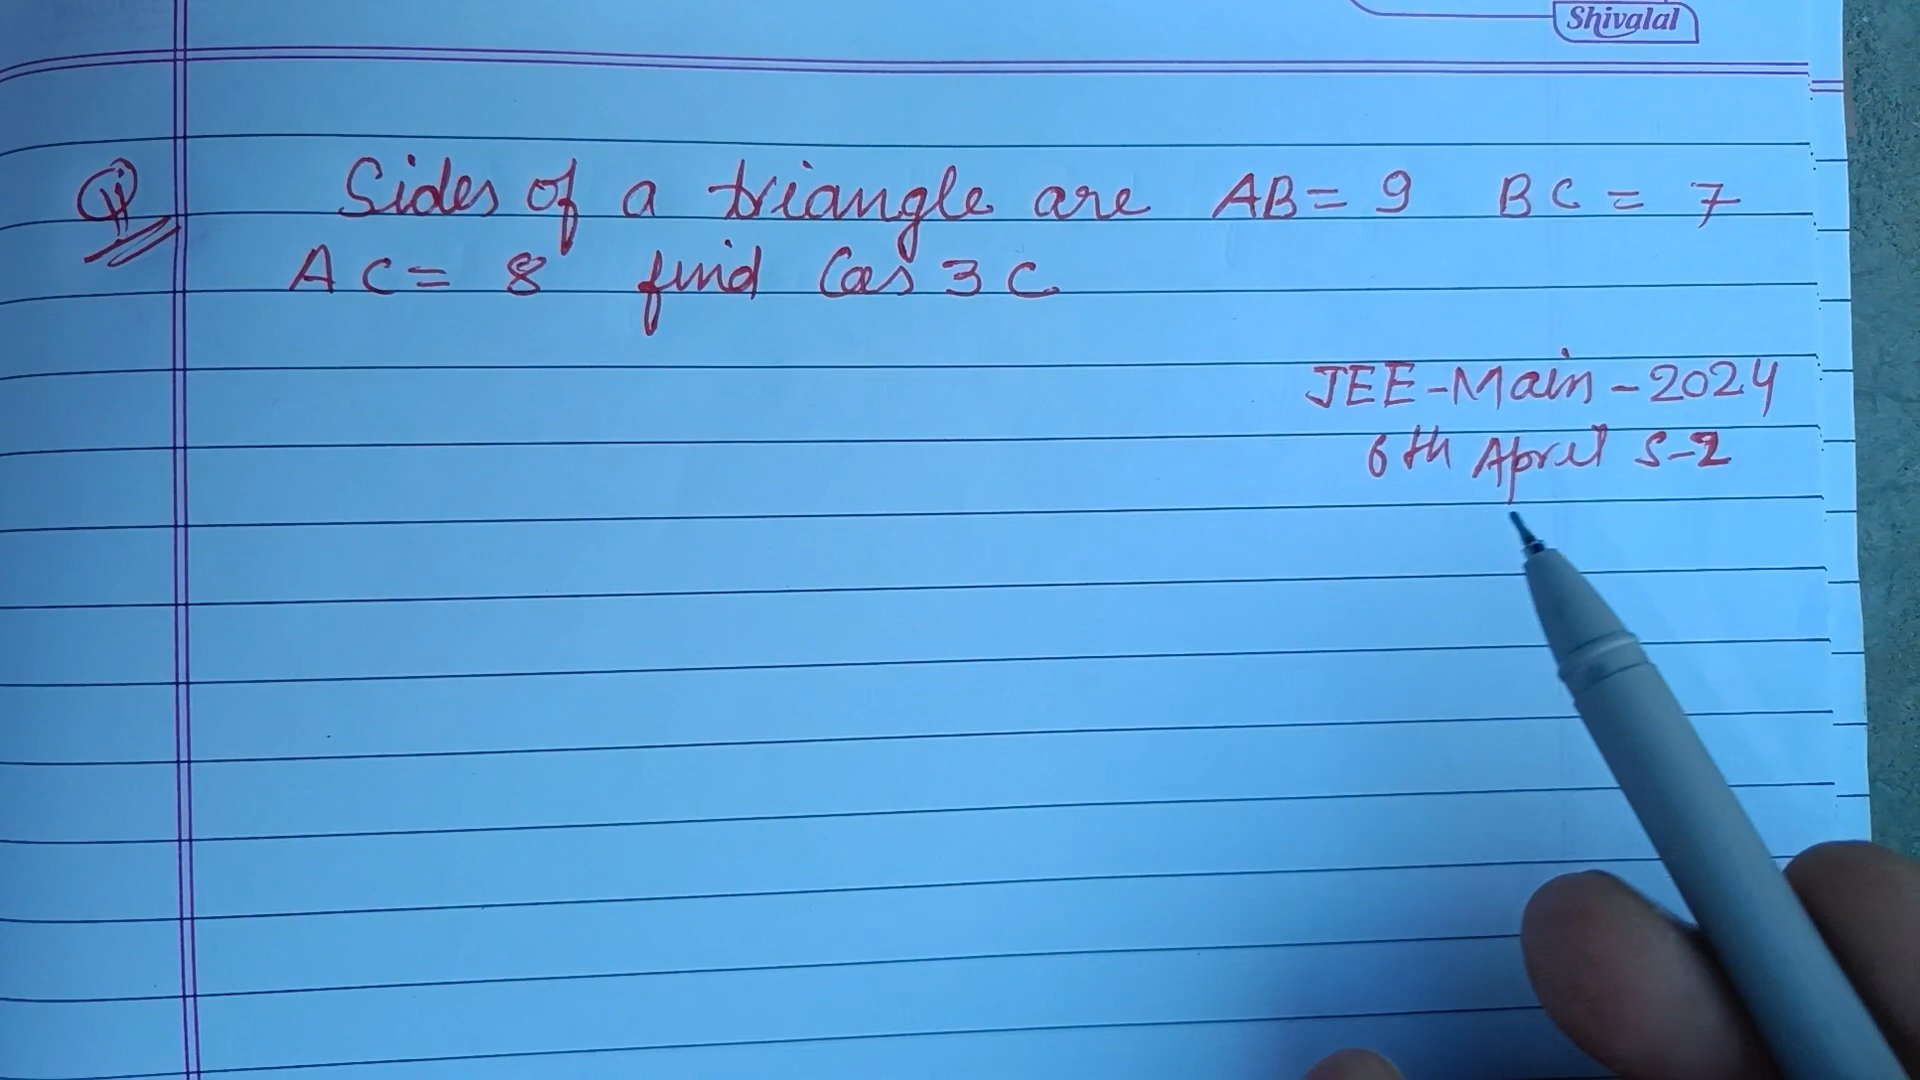 Shivalal
Q Sides of a triangle are AB = 9 BC = 7
AC = 8 find Cos 3C
JEE-Main-2024
6th April S-2